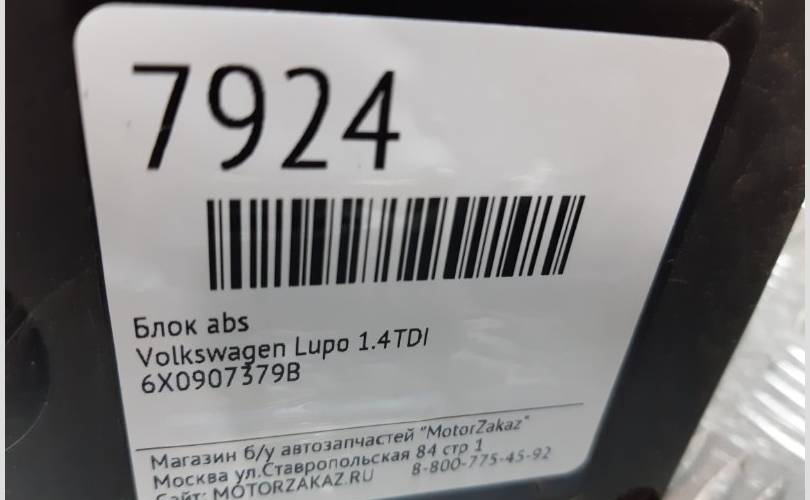 7924
Блок abs
Volkswagen Lupo 1.4TDI
6X0907379B
Магазин б/у автозапчастей "MotorZakaz"
Москва ул.Ставропольская 84 стр 1
Сайт: MOTORZAKAZ.RU 8-800-775-45-92